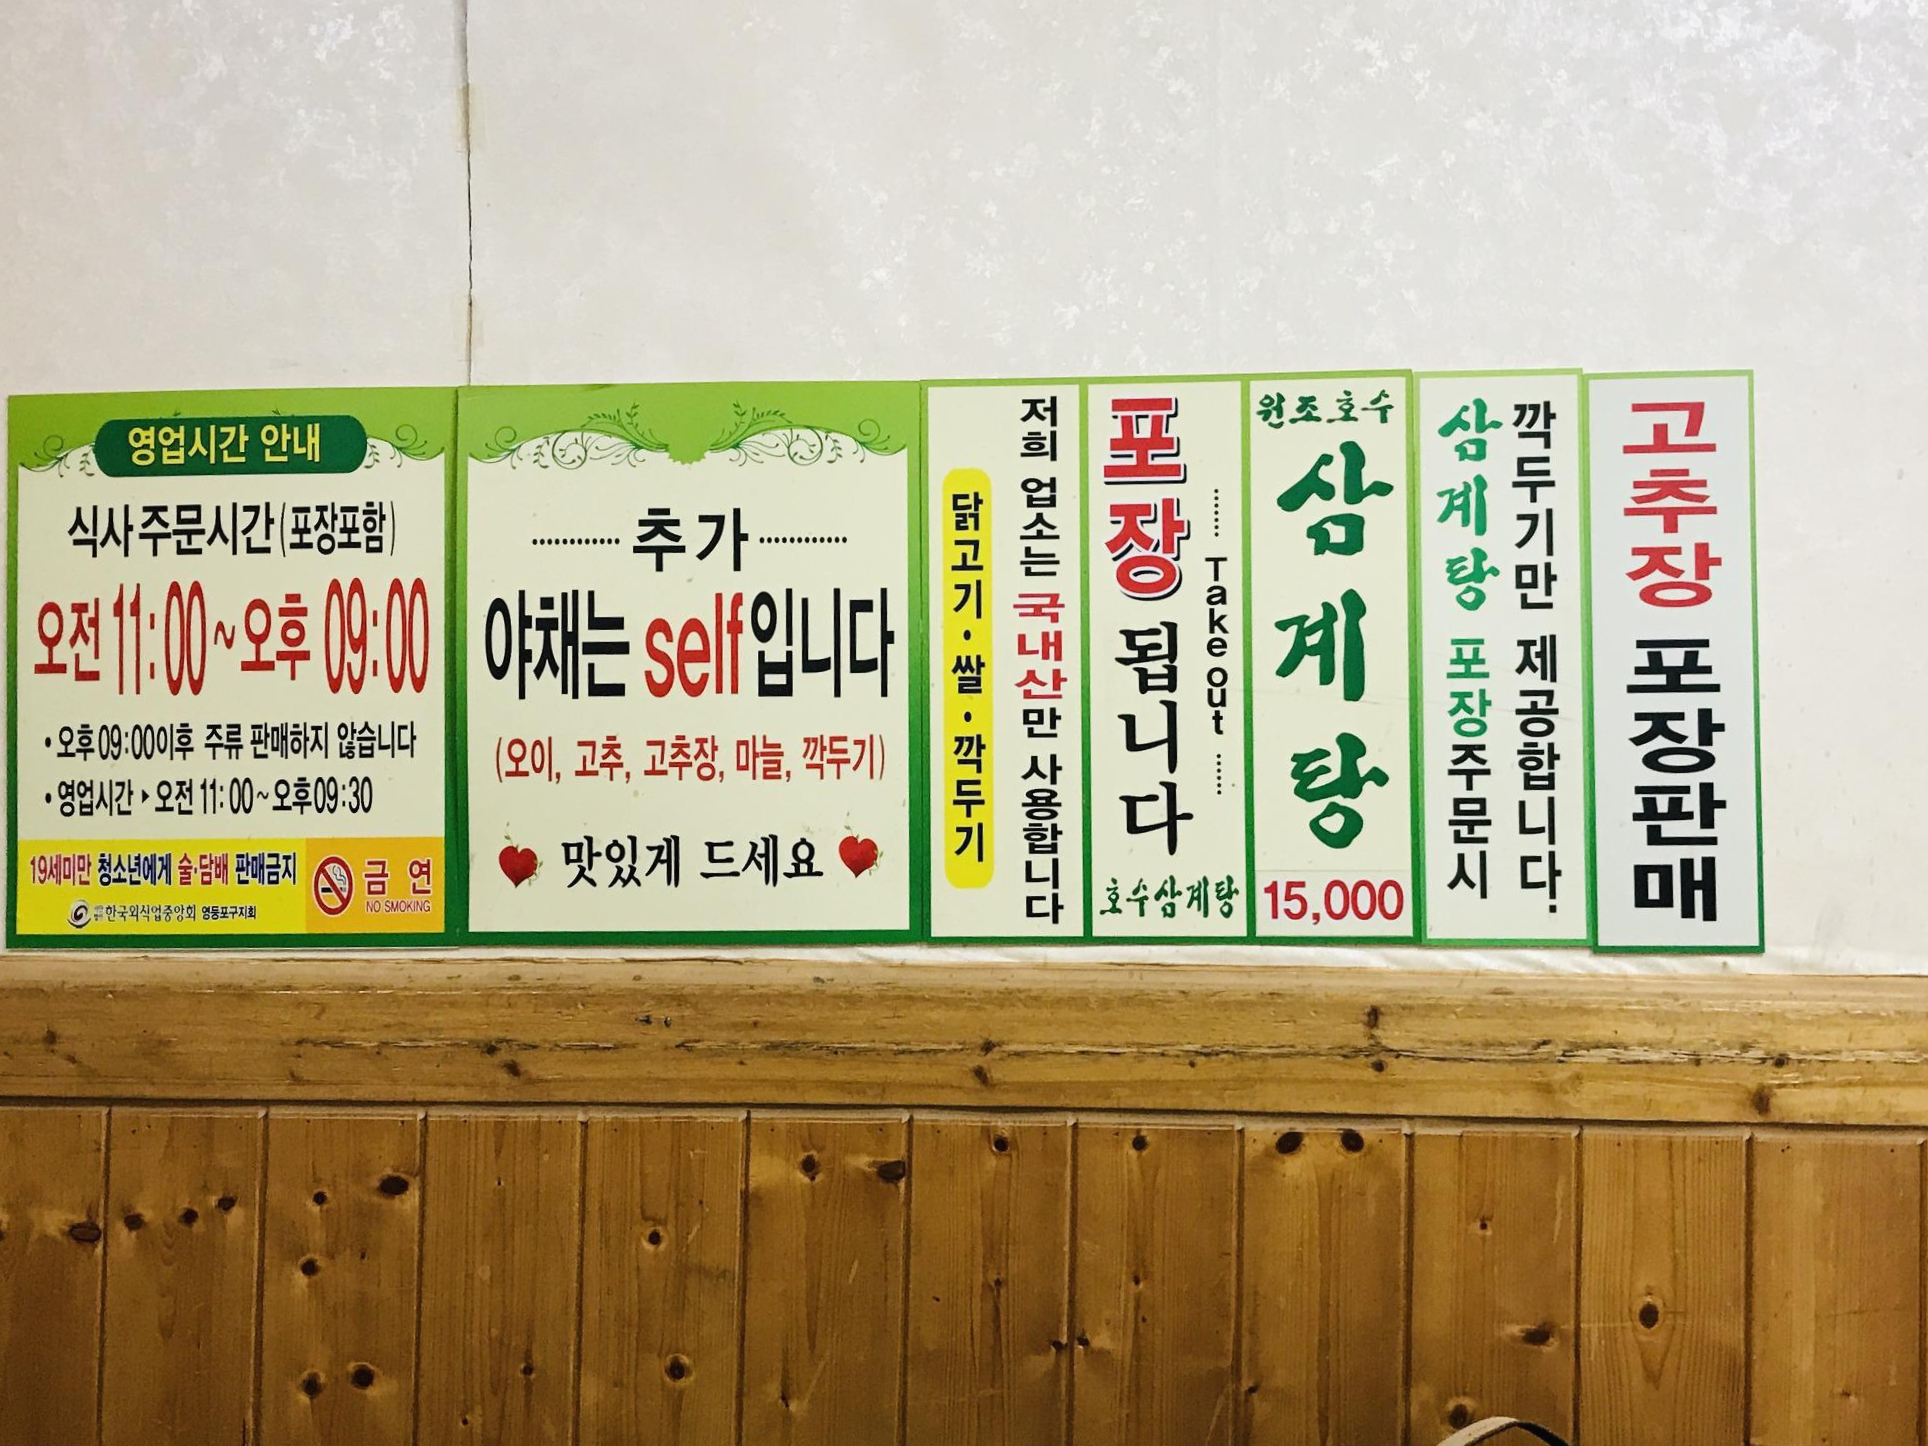 영업시간 안내
식사 주문시간(포장포함)
오전 11:00~오후 09:00
• 오후 09:00이후 주류 판매하지 않습니다
• 영업시간 ▸ 오전 11:00~오후 09:30
19세미만 청소년에게 술·담배 판매금지
한국외식업중앙회 영등포구지회
금 연
NO SMOKING
추가
야채는 self입니다
(오이, 고추, 고추장, 마늘, 깍두기)
맛있게 드세요
저희 업소는 국내산만 사용합니다
닭고기·쌀·깍두기
포장 됩니다
Take out
호수삼계탕
원조호수
삼계탕
15,000
삼계탕 포장주문시
깍두기만 제공합니다!
고추장 포장판매